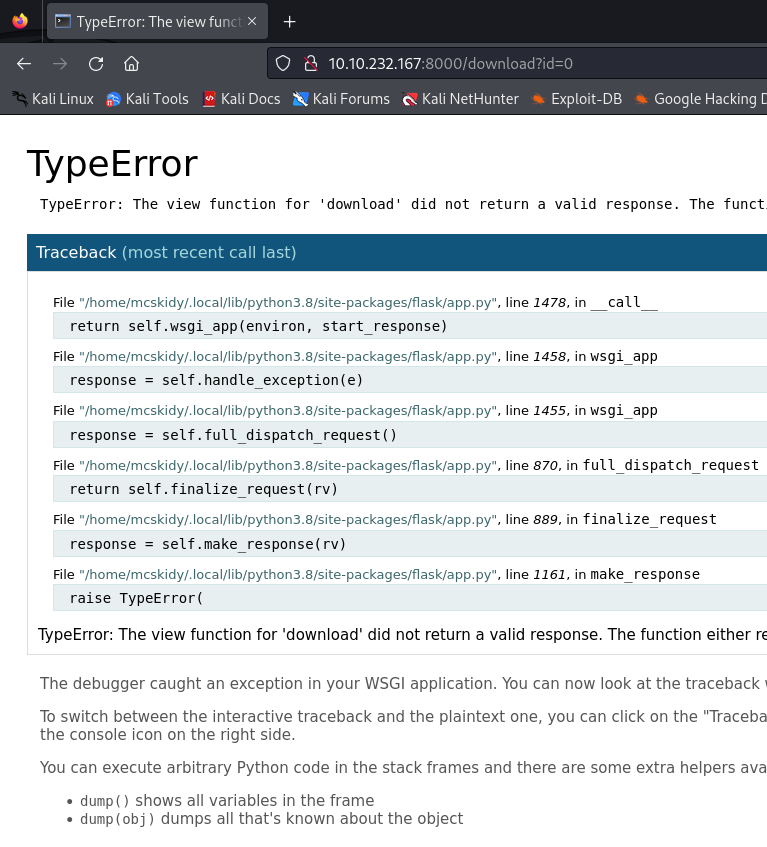 TypeError: The view funct
10.10.232.167:8000/download?id=0
Kali Linux Kali Tools Kali Docs Kali Forums Kali NetHunter Exploit-DB Google Hacking D
TypeError
TypeError: The view function for 'download' did not return a valid response. The funct
Traceback (most recent call last)
File "/home/mcskidy/.local/lib/python3.8/site-packages/flask/app.py", line 1478, in __call__
return self.wsgi_app(environ, start_response)
File "/home/mcskidy/.local/lib/python3.8/site-packages/flask/app.py", line 1458, in wsgi_app
response = self.handle_exception(e)
File "/home/mcskidy/.local/lib/python3.8/site-packages/flask/app.py", line 1455, in wsgi_app
response = self.full_dispatch_request()
File "/home/mcskidy/.local/lib/python3.8/site-packages/flask/app.py", line 870, in full_dispatch_request
return self.finalize_request(rv)
File "/home/mcskidy/.local/lib/python3.8/site-packages/flask/app.py", line 889, in finalize_request
response = self.make_response(rv)
File "/home/mcskidy/.local/lib/python3.8/site-packages/flask/app.py", line 1161, in make_response
raise TypeError(
TypeError: The view function for 'download' did not return a valid response. The function either re
The debugger caught an exception in your WSGI application. You can now look at the traceback
To switch between the interactive traceback and the plaintext one, you can click on the "Traceba
the console icon on the right side.
You can execute arbitrary Python code in the stack frames and there are some extra helpers ava
• dump() shows all variables in the frame
• dump(obj) dumps all that's known about the object